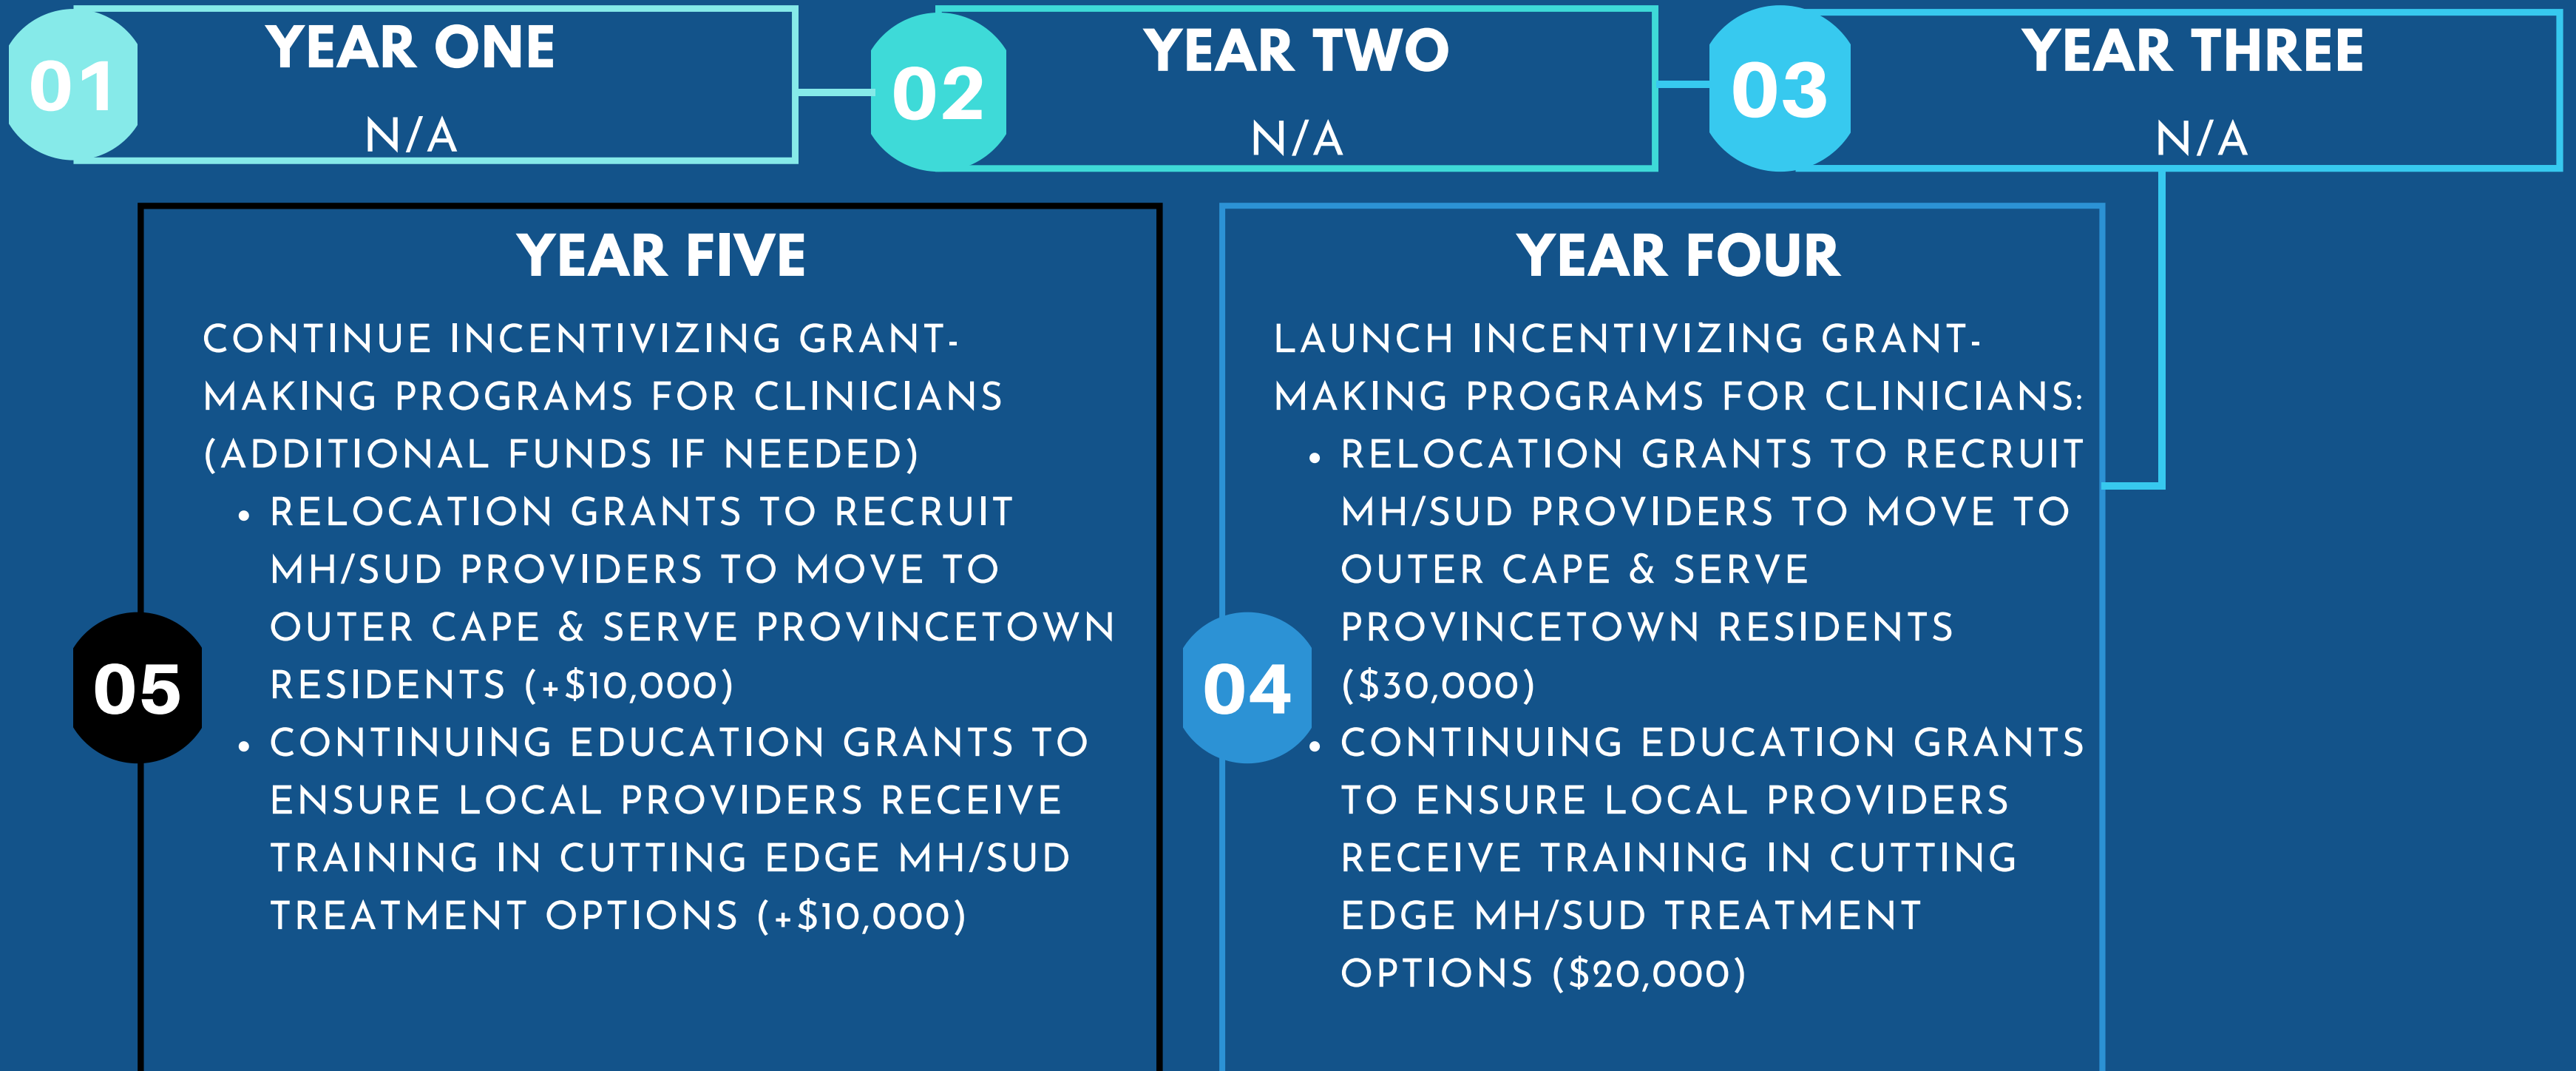 01
YEAR ONE
N/A
02
YEAR TWO
N/A
03
YEAR THREE
N/A
04
YEAR FOUR
LAUNCH INCENTIVIZING GRANT-
MAKING PROGRAMS FOR CLINICIANS:
• RELOCATION GRANTS TO RECRUIT
MH/SUD PROVIDERS TO MOVE TO
OUTER CAPE & SERVE
PROVINCETOWN RESIDENTS
($30,000)
• CONTINUING EDUCATION GRANTS
TO ENSURE LOCAL PROVIDERS
RECEIVE TRAINING IN CUTTING
EDGE MH/SUD TREATMENT
OPTIONS ($20,000)
05
YEAR FIVE
CONTINUE INCENTIVIZING GRANT-
MAKING PROGRAMS FOR CLINICIANS
(ADDITIONAL FUNDS IF NEEDED)
• RELOCATION GRANTS TO RECRUIT
MH/SUD PROVIDERS TO MOVE TO
OUTER CAPE & SERVE PROVINCETOWN
RESIDENTS (+$10,000)
• CONTINUING EDUCATION GRANTS TO
ENSURE LOCAL PROVIDERS RECEIVE
TRAINING IN CUTTING EDGE MH/SUD
TREATMENT OPTIONS (+$10,000)